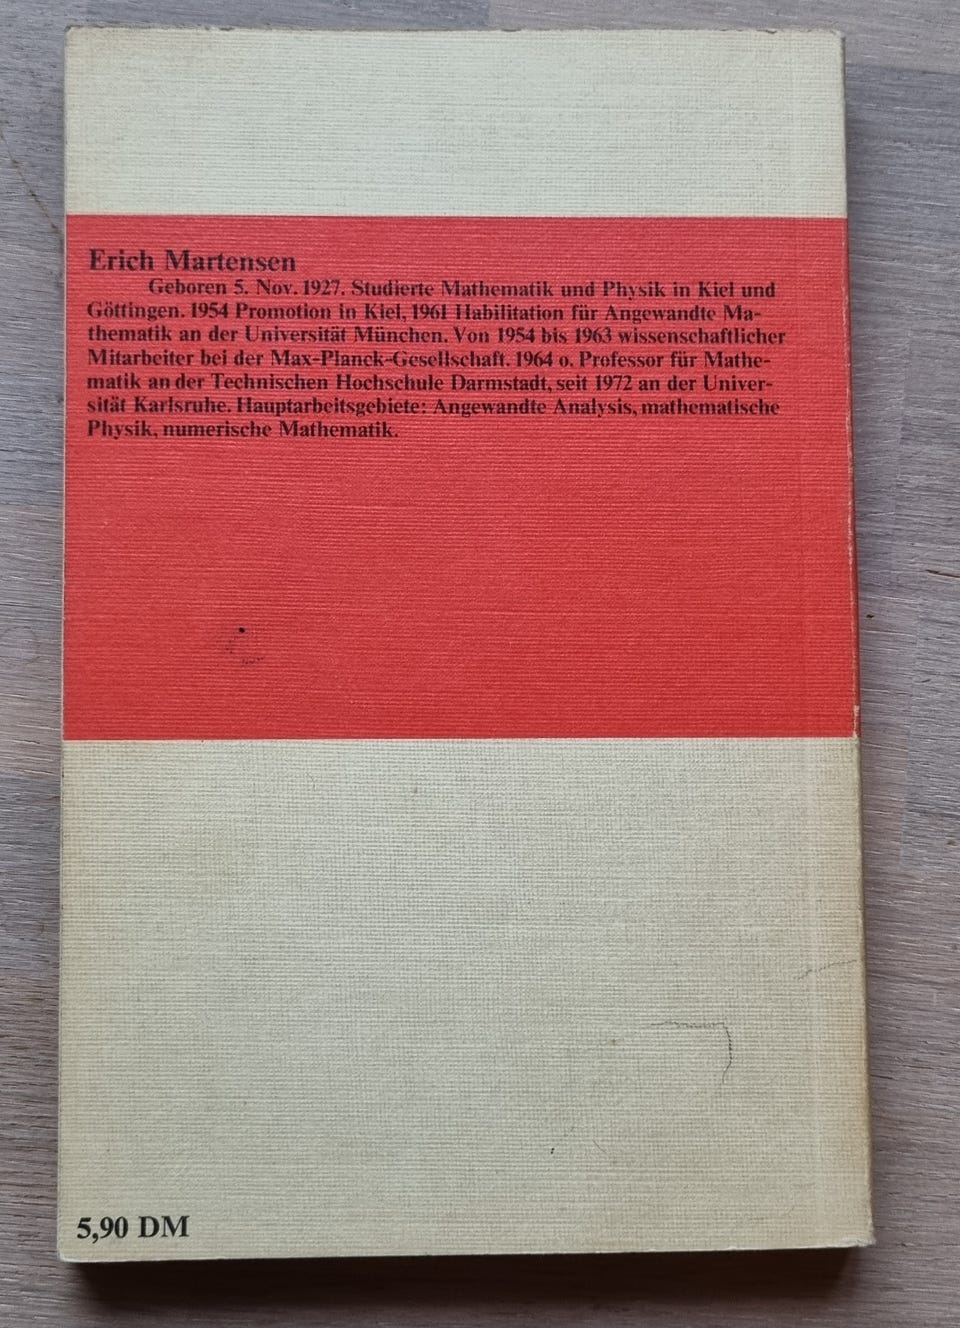 Erich Martensen
Geboren 5. Nov. 1927. Studierte Mathematik und Physik in Kiel und
Göttingen. 1954 Promotion in Kiel, 1961 Habilitation für Angewandte Ma-
thematik an der Universität München. Von 1954 bis 1963 wissenschaftlicher
Mitarbeiter bei der Max-Planck-Gesellschaft. 1964 o. Professor für Mathe-
matik an der Technischen Hochschule Darmstadt, seit 1972 an der Univer-
sität Karlsruhe. Hauptarbeitsgebiete: Angewandte Analysis, mathematische
Physik, numerische Mathematik.
5,90 DM